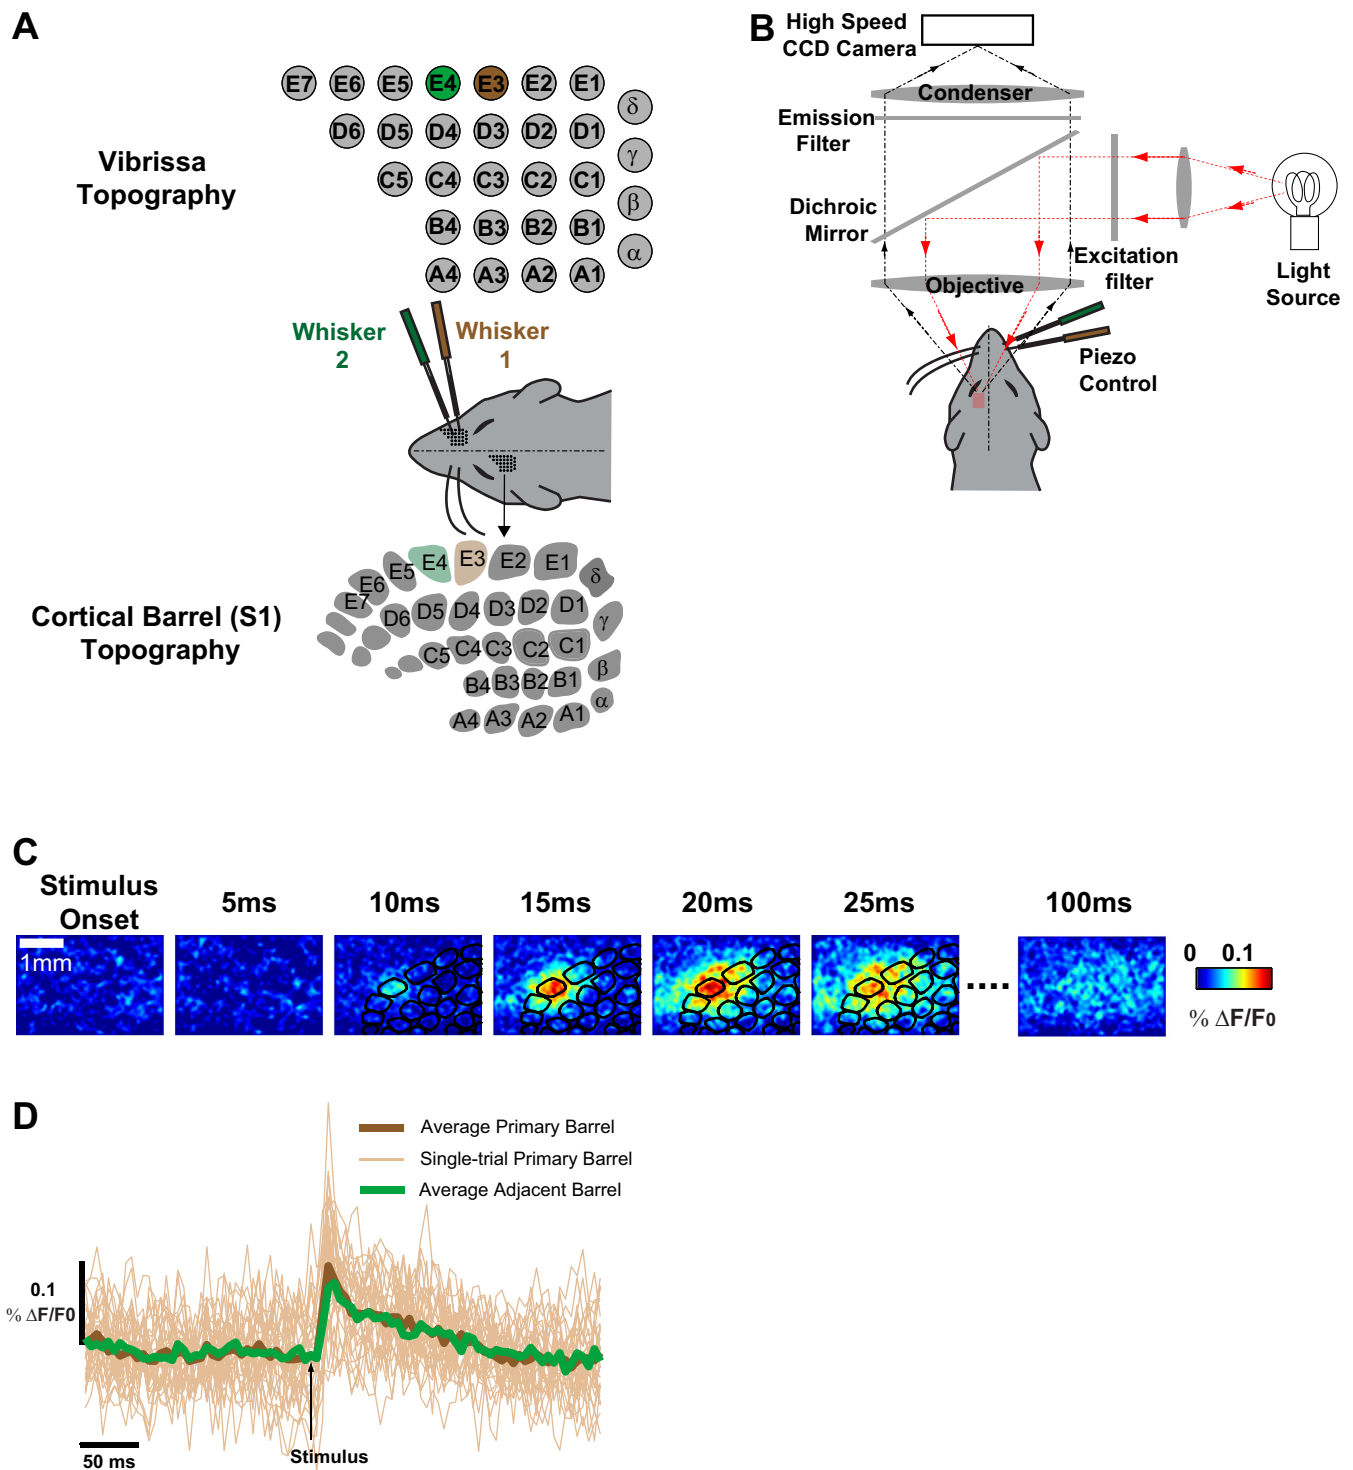 A
E7 E6 E5 E4 E3 E2 E1
δ
D6 D5 D4 D3 D2 D1
γ
C5 C4 C3 C2 C1
β
B4 B3 B2 B1
α
A4 A3 A2 A1
Vibrissa
Topography
Whisker
2
Whisker
1
E7 E6 E5 E4 E3 E2 E1
δ
D6 D5 D4 D3 D2 D1
γ
C5 C4 C3 C2 C1
β
B4 B3 B2 B1
α
A4 A3 A2 A1
Cortical Barrel (S1)
Topography
B
High Speed
CCD Camera
Condenser
Emission
Filter
Dichroic
Mirror
Excitation
filter
Light
Source
Objective
Piezo
Control
C
Stimulus
Onset
5ms
10ms
15ms
20ms
25ms
100ms
1mm
....
0 0.1
% ΔF/F0
D
Average Primary Barrel
Single-trial Primary Barrel
Average Adjacent Barrel
0.1
% ΔF/F0
50 ms
Stimulus